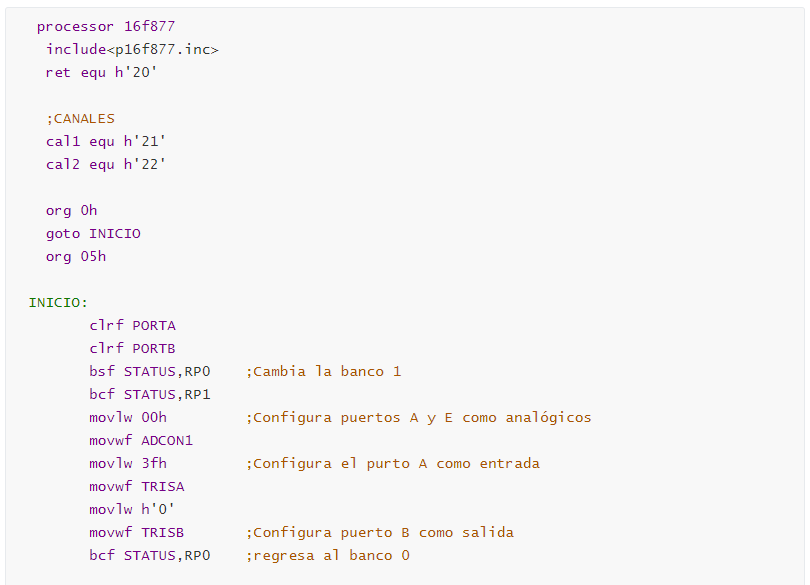 processor 16f877
include<p16f877.inc>
ret equ h'20'
;CANALES
cal1 equ h'21'
cal2 equ h'22'
org 0h
goto INICIO
org 05h
INICIO:
clrf PORTA
clrf PORTB
bsf STATUS,RP0 ;Cambia la banco 1
bcf STATUS,RP1
movlw 00h ;Configura puertos A y E como analógicos
movwf ADCON1
movlw 3fh ;Configura el purto A como entrada
movwf TRISA
movlw h'0'
movwf TRISB ;Configura puerto B como salida
bcf STATUS,RP0 ;regresa al banco 0